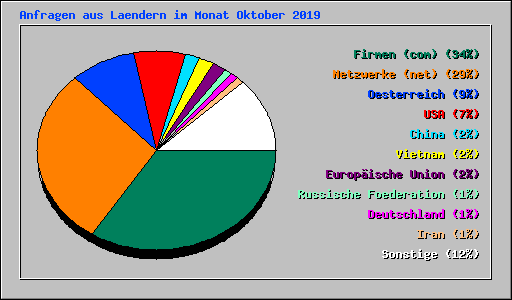 Anfragen aus Laendern im Monat Oktober 2019
Firmen (com) (34%)
Netzwerke (net) (29%)
Oesterreich (9%)
USA (7%)
China (2%)
Vietnam (2%)
Europäische Union (2%)
Russische Foederation (1%)
Deutschland (1%)
Iran (1%)
Sonstige (12%)